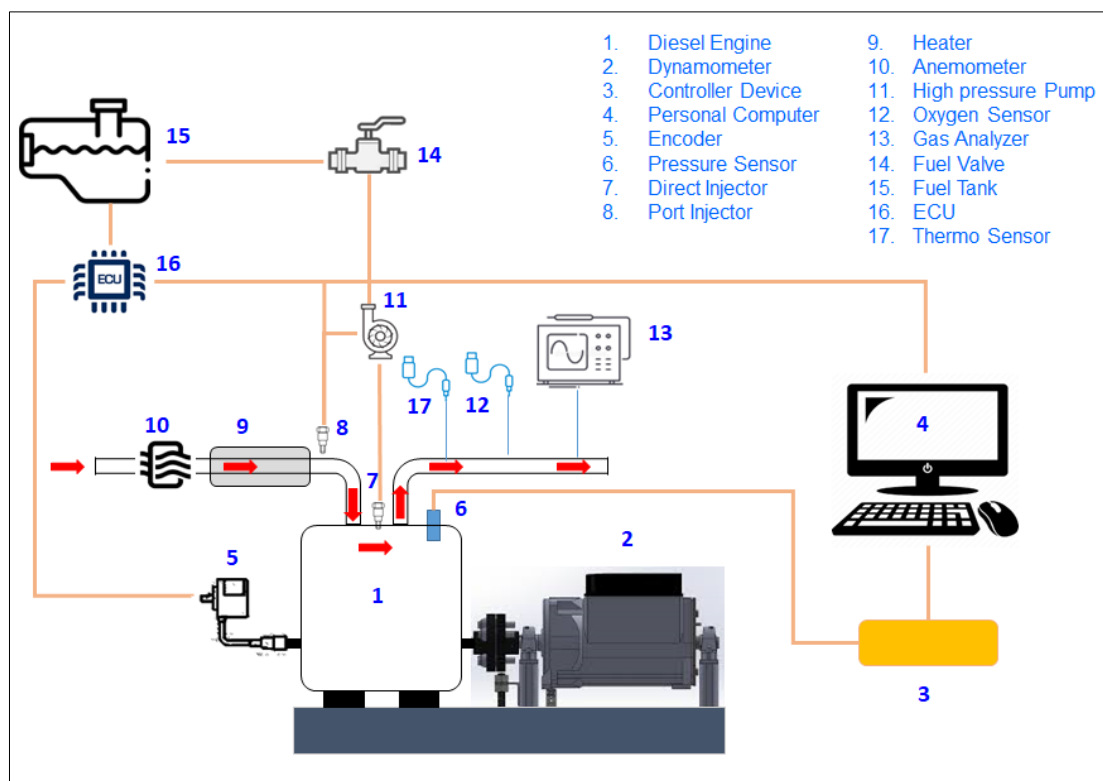 1. Diesel Engine
2. Dynamometer
3. Controller Device
4. Personal Computer
5. Encoder
6. Pressure Sensor
7. Direct Injector
8. Port Injector
9. Heater
10. Anemometer
11. High pressure Pump
12. Oxygen Sensor
13. Gas Analyzer
14. Fuel Valve
15. Fuel Tank
16. ECU
17. Thermo Sensor
15
14
16
ECU
11
13
17
12
10
9
8
4
7
6
5
2
1
3